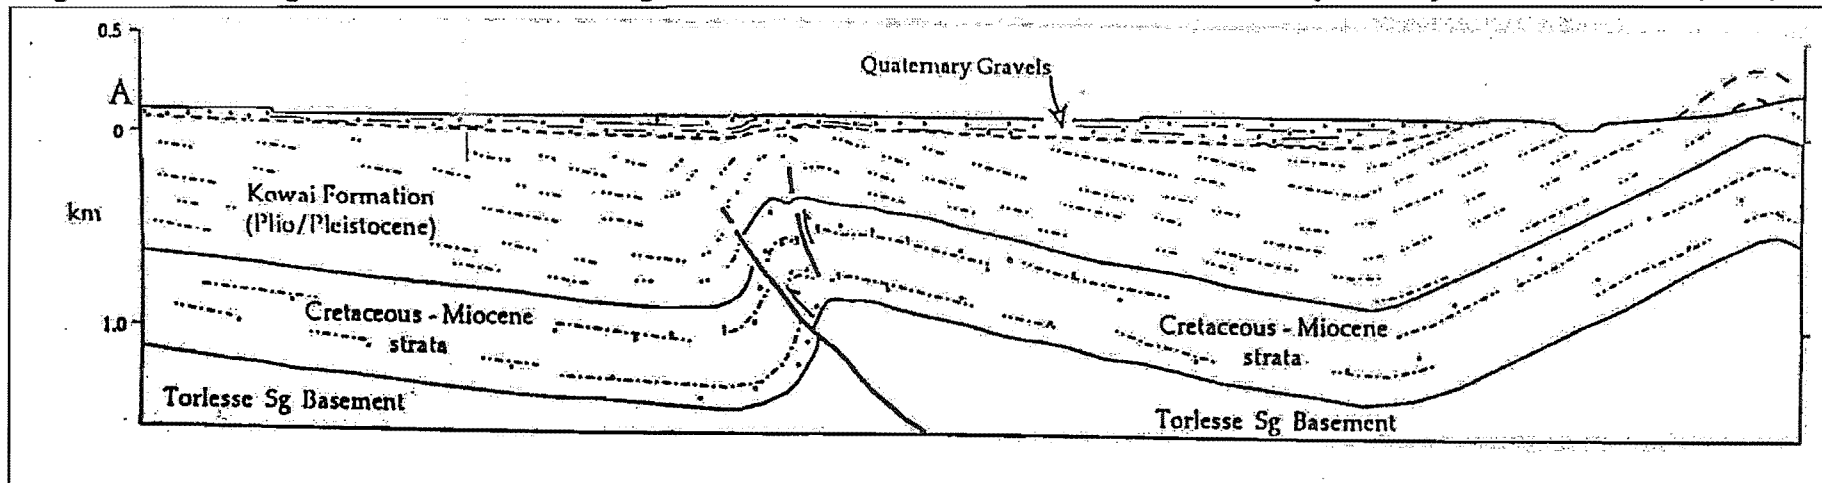 0.5
A
Quaternary Gravels
0
Kowai Formation
(Plio/Pleistocene)
km
Cretaceous - Miocene
strata
1.0
Cretaceous - Miocene
strata
Torlesse Sg Basement
Torlesse Sg Basement